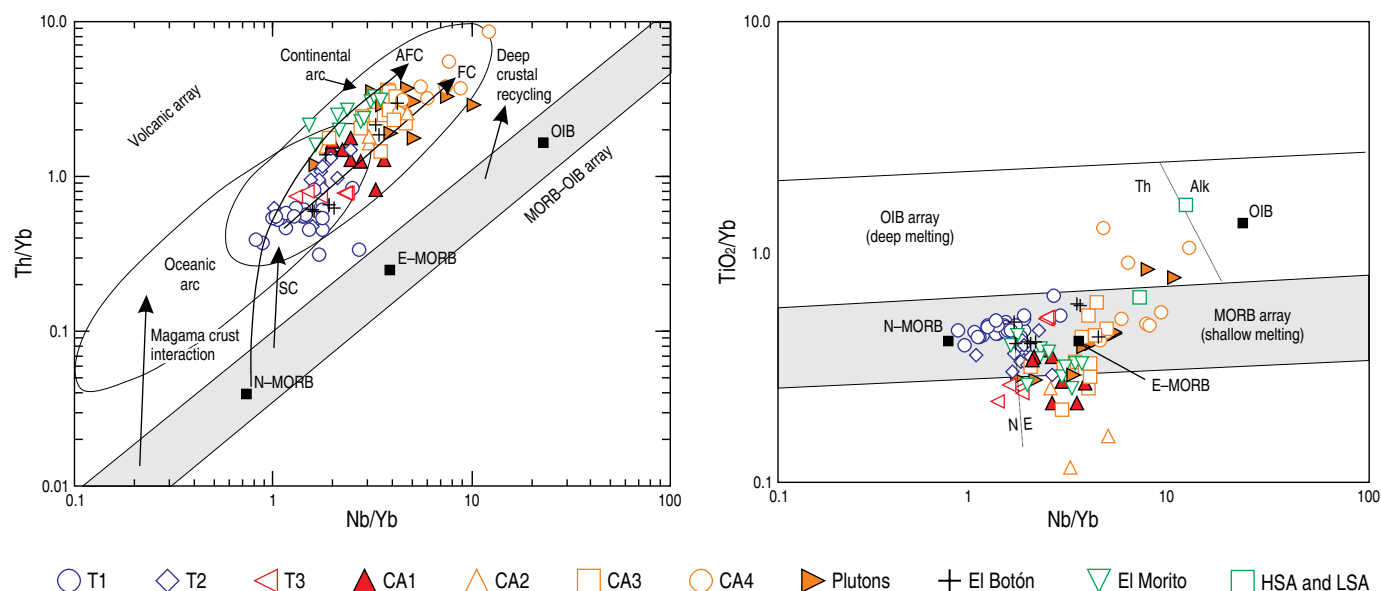 10.0
1.0
0.1
0.01
Th/Yb
0.1
1
10
100
Nb/Yb
Volcanic array
Continental
arc
AFC
FC
Deep
crustal
recycling
OIB
MORB–OIB array
E–MORB
Oceanic
arc
SC
Magama crust
interaction
N–MORB
10.0
1.0
0.1
TiO2/Yb
0.1
1
10
100
Nb/Yb
OIB array
(deep melting)
Th
Alk
OIB
N–MORB
MORB array
(shallow melting)
E–MORB
N E
T1
T2
T3
CA1
CA2
CA3
CA4
Plutons
El Botón
El Morito
HSA and LSA